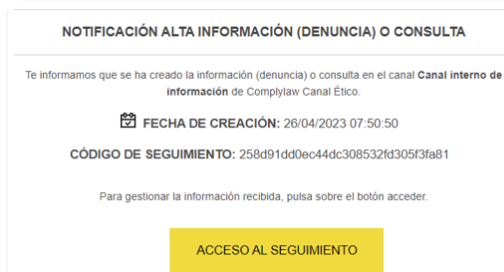 NOTIFICACIÓN ALTA INFORMACIÓN (DENUNCIA) O CONSULTA
Te informamos que se ha creado la información (denuncia) o consulta en el canal Canal interno de
información de Complylaw Canal Ético.
FECHA DE CREACIÓN: 26/04/2023 07:50:50
CÓDIGO DE SEGUIMIENTO: 258d91dd0ec44dc308532fd305f3fa81
Para gestionar la información recibida, pulsa sobre el botón acceder.
ACCESO AL SEGUIMIENTO